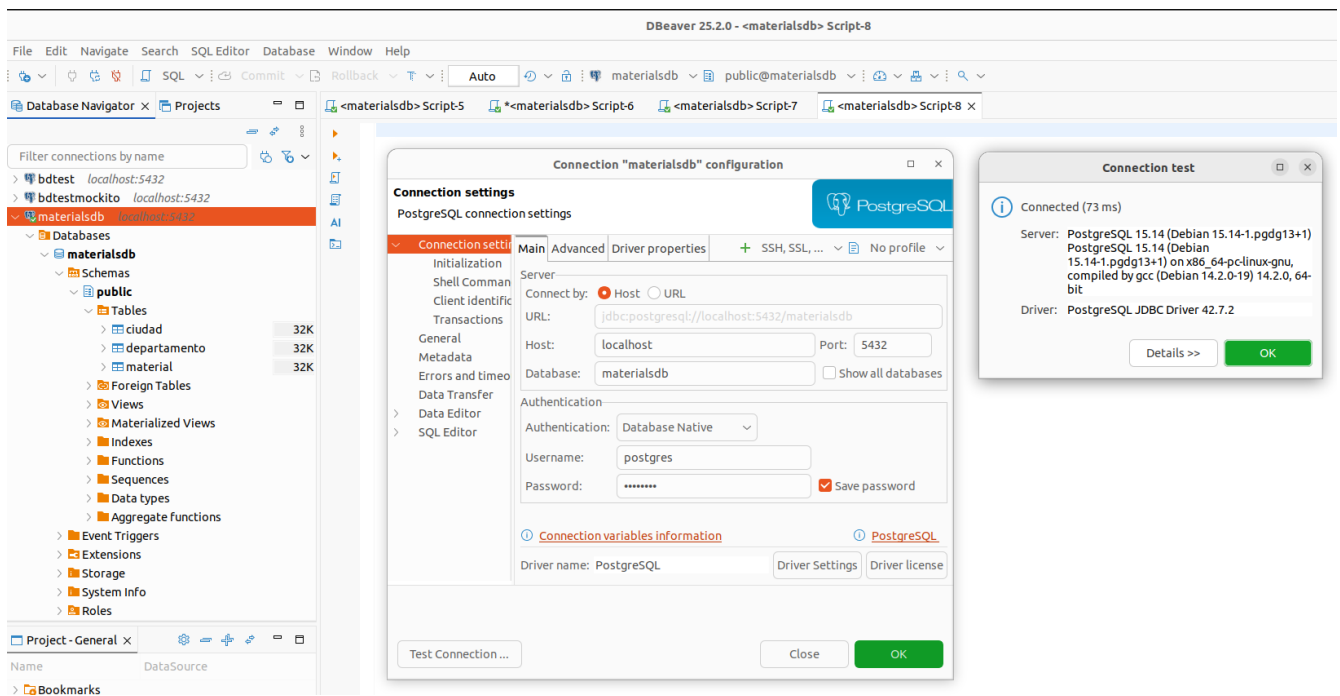 DBeaver 25.2.0 - <materialsdb> Script-8
File Edit Navigate Search SQL Editor Database Window Help
SQL Commit Rollback T Auto materialsdb public@materialsdb
Database Navigator Projects
<materialsdb> Script-5 *<materialsdb> Script-6 <materialsdb> Script-7 <materialsdb> Script-8
Filter connections by name
bdtest localhost:5432
bdtestmockito localhost:5432
materialsdb localhost:5432
Databases
materialsdb
Schemas
public
Tables
ciudad 32K
departamento 32K
material 32K
Foreign Tables
Views
Materialized Views
Indexes
Functions
Sequences
Data types
Aggregate functions
Event Triggers
Extensions
Storage
System Info
Roles
Project - General
Name DataSource
Bookmarks
AI
Connection "materialsdb" configuration
Connection settings
PostgreSQL connection settings
PostgreSQL
Connection settin
Initialization
Shell Comman
Client identific
Transactions
General
Metadata
Errors and timeo
Data Transfer
Data Editor
SQL Editor
Main Advanced Driver properties + SSH, SSL, ... No profile
Server
Connect by: Host URL
URL: jdbc:postgresql://localhost:5432/materialsdb
Host: localhost Port: 5432
Database: materialsdb Show all databases
Authentication
Authentication: Database Native
Username: postgres
Password: •••••••• Save password
Connection variables information PostgreSQL
Driver name: PostgreSQL Driver Settings Driver license
Test Connection ... Close OK
Connection test
Connected (73 ms)
Server: PostgreSQL 15.14 (Debian 15.14-1.pgdg13+1)
PostgreSQL 15.14 (Debian
15.14-1.pgdg13+1) on x86_64-pc-linux-gnu,
compiled by gcc (Debian 14.2.0-19) 14.2.0, 64-
bit
Driver: PostgreSQL JDBC Driver 42.7.2
Details >> OK